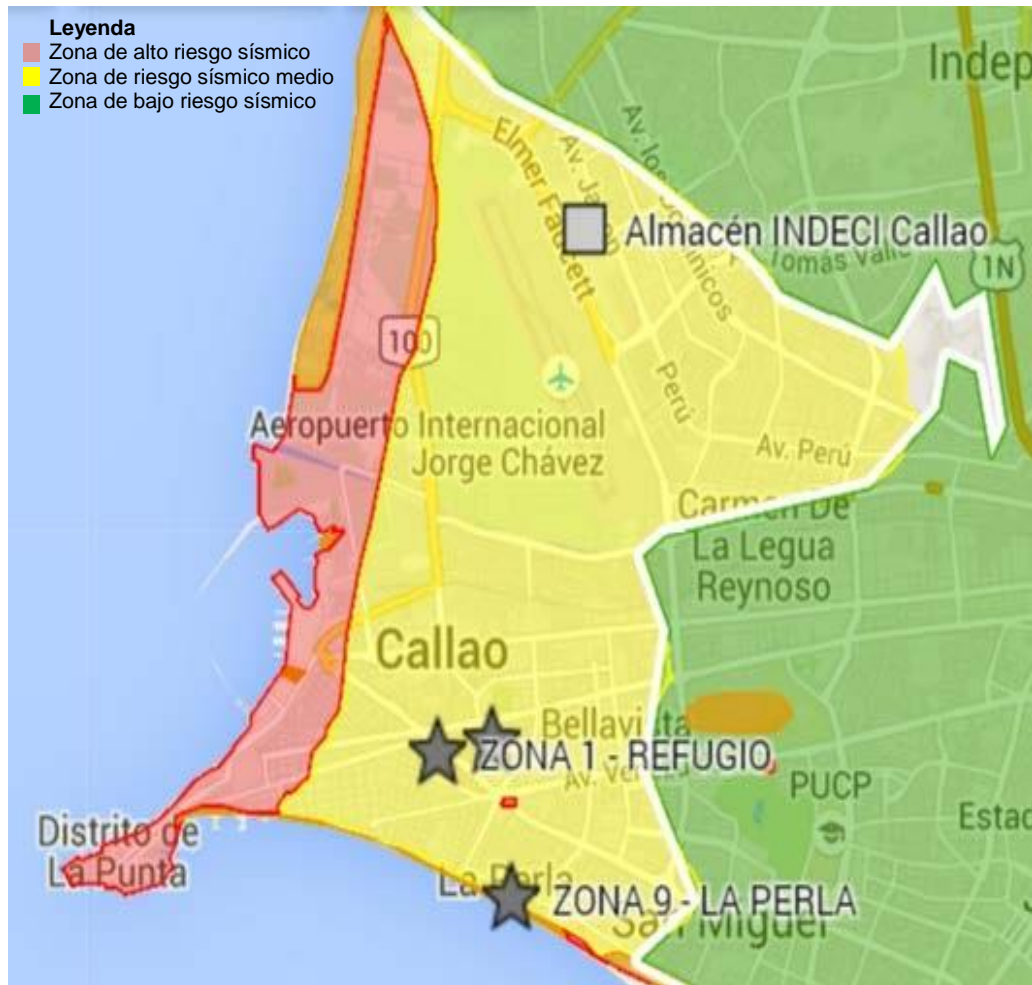 Leyenda
Zona de alto riesgo sísmico
Zona de riesgo sísmico medio
Zona de bajo riesgo sísmico
Indep
Elmer Faucett
Almacén INDECI Callao
Tomás Valle
1N
100
Perú
Aeropuerto Internacional
Jorge Chávez
Av. Perú
Carmen De
La Legua
Reynoso
Callao
Bellavista
ZONA 1 - REFUGIO
PUCP
Distrito de
La Punta
Estad
La Perla
ZONA 9 - LA PERLA
San Miguel